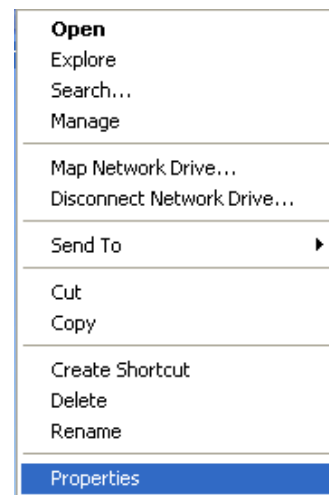 Open
Explore
Search...
Manage
Map Network Drive...
Disconnect Network Drive...
Send To
Cut
Copy
Create Shortcut
Delete
Rename
Properties